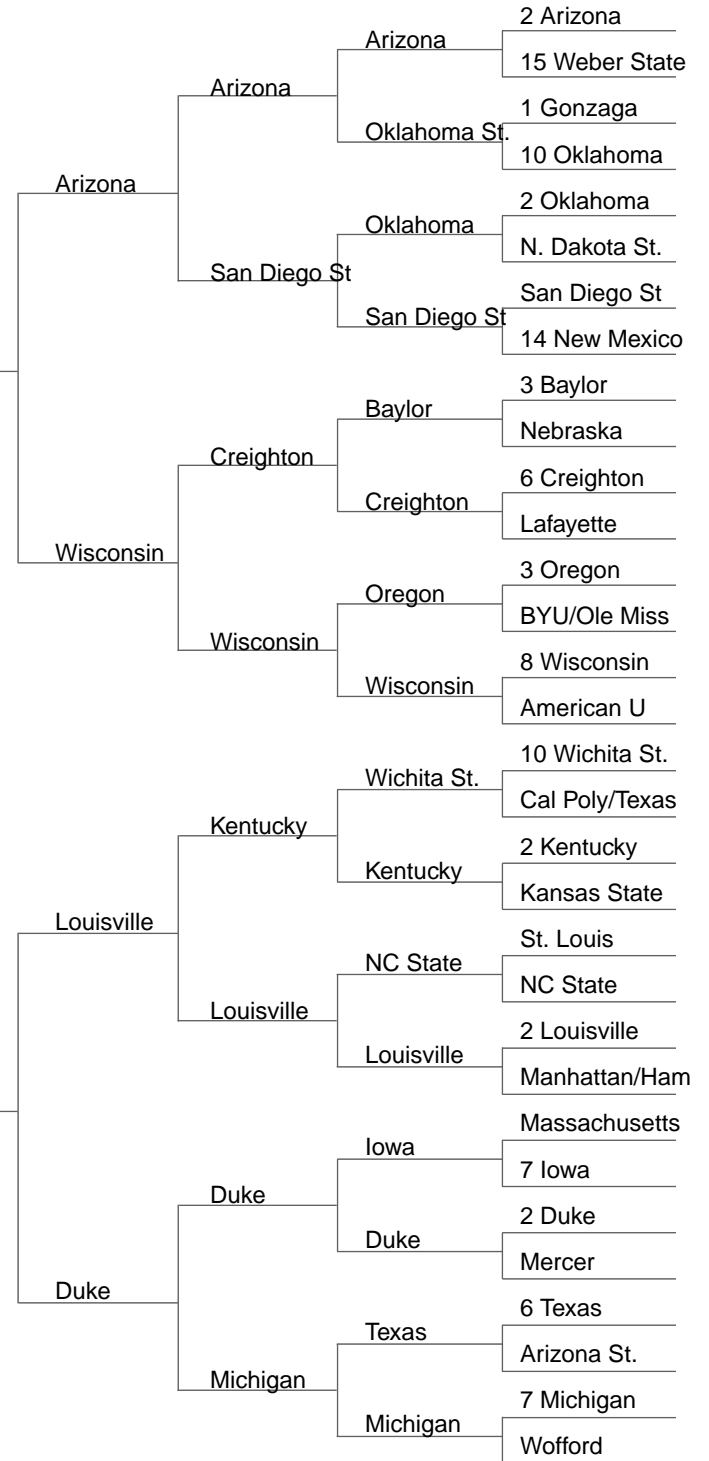 2 Arizona
Arizona
15 Weber State
Arizona
1 Gonzaga
Oklahoma St.
10 Oklahoma
Arizona
2 Oklahoma
Oklahoma
N. Dakota St.
San Diego St
San Diego St
San Diego St
14 New Mexico
3 Baylor
Baylor
Nebraska
Creighton
6 Creighton
Creighton
Lafayette
Wisconsin
3 Oregon
Oregon
BYU/Ole Miss
Wisconsin
8 Wisconsin
Wisconsin
American U
10 Wichita St.
Wichita St.
Cal Poly/Texas
Kentucky
2 Kentucky
Kentucky
Kansas State
Louisville
St. Louis
NC State
NC State
Louisville
2 Louisville
Louisville
Manhattan/Ham
Massachusetts
Iowa
7 Iowa
Duke
2 Duke
Duke
Mercer
Duke
6 Texas
Texas
Arizona St.
Michigan
7 Michigan
Michigan
Wofford